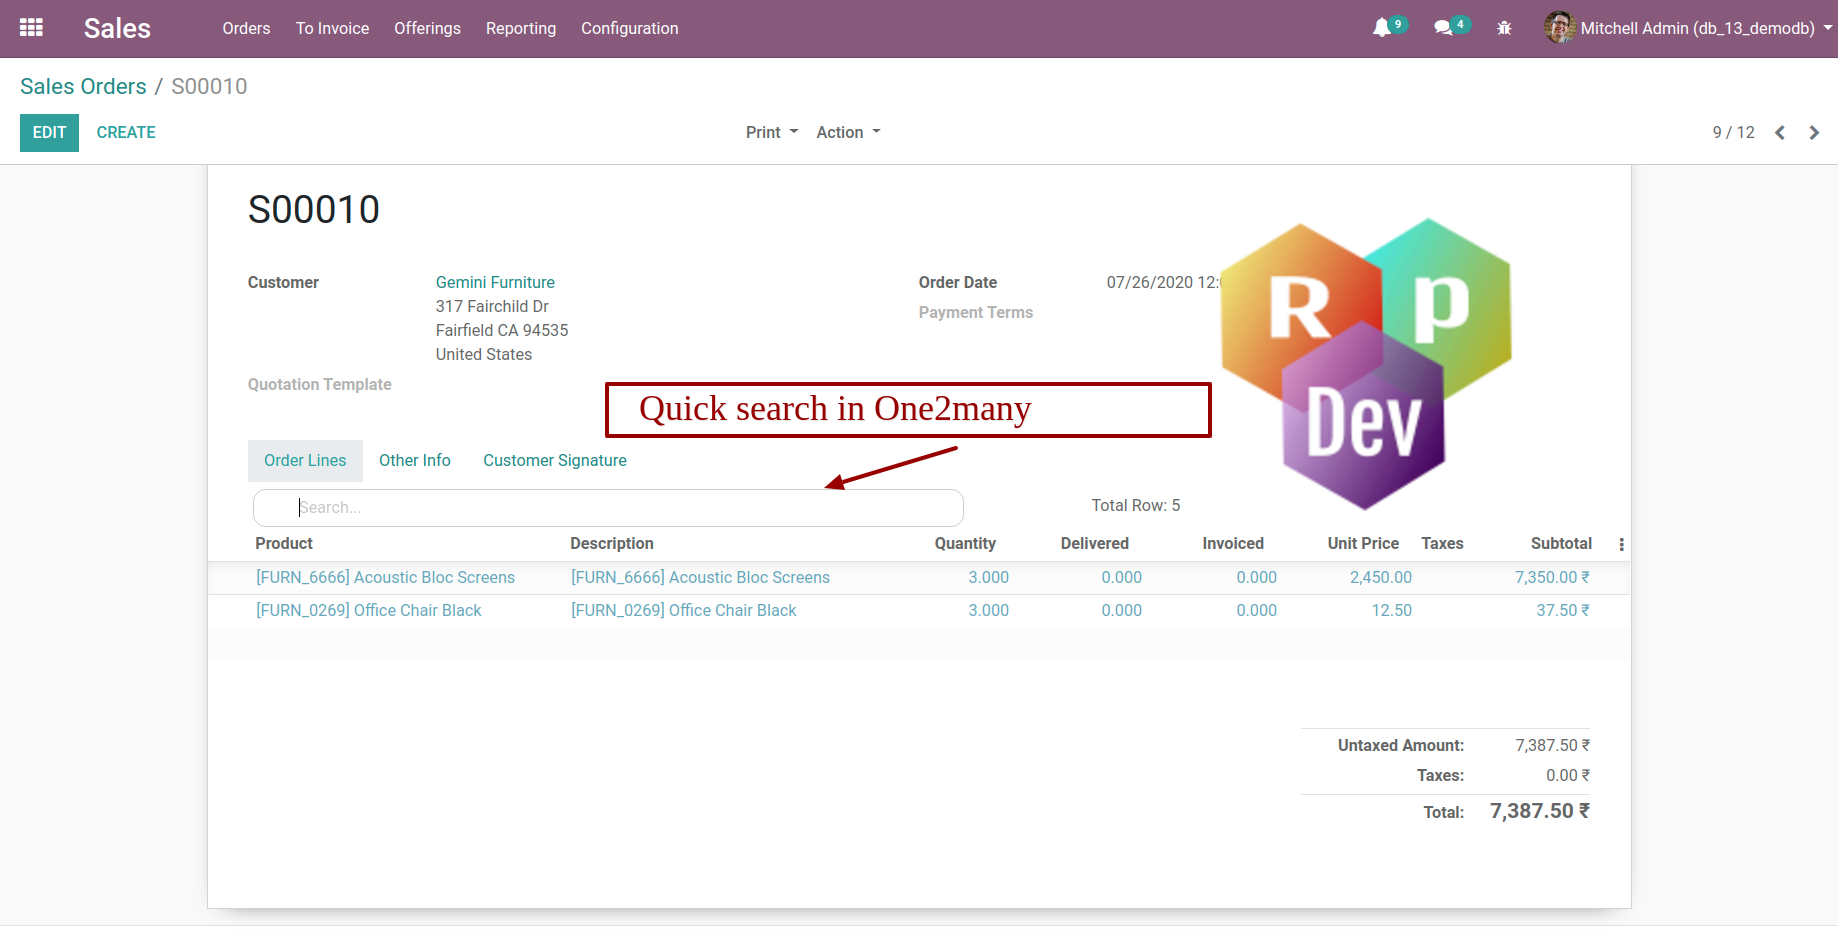 Sales Orders To Invoice Offerings Reporting Configuration 9 4 Mitchell Admin (db_13_demodb)
Sales Orders / S00010
EDIT CREATE Print Action 9 / 12
S00010
Customer Gemini Furniture Order Date 07/26/2020 12:
317 Fairchild Dr Payment Terms
Fairfield CA 94535
United States
Quotation Template
R p
Dev
Quick search in One2many
Order Lines Other Info Customer Signature
Search... Total Row: 5
Product Description Quantity Delivered Invoiced Unit Price Taxes Subtotal
[FURN_6666] Acoustic Bloc Screens [FURN_6666] Acoustic Bloc Screens 3.000 0.000 0.000 2,450.00 7,350.00 ₹
[FURN_0269] Office Chair Black [FURN_0269] Office Chair Black 3.000 0.000 0.000 12.50 37.50 ₹
Untaxed Amount: 7,387.50 ₹
Taxes: 0.00 ₹
Total: 7,387.50 ₹